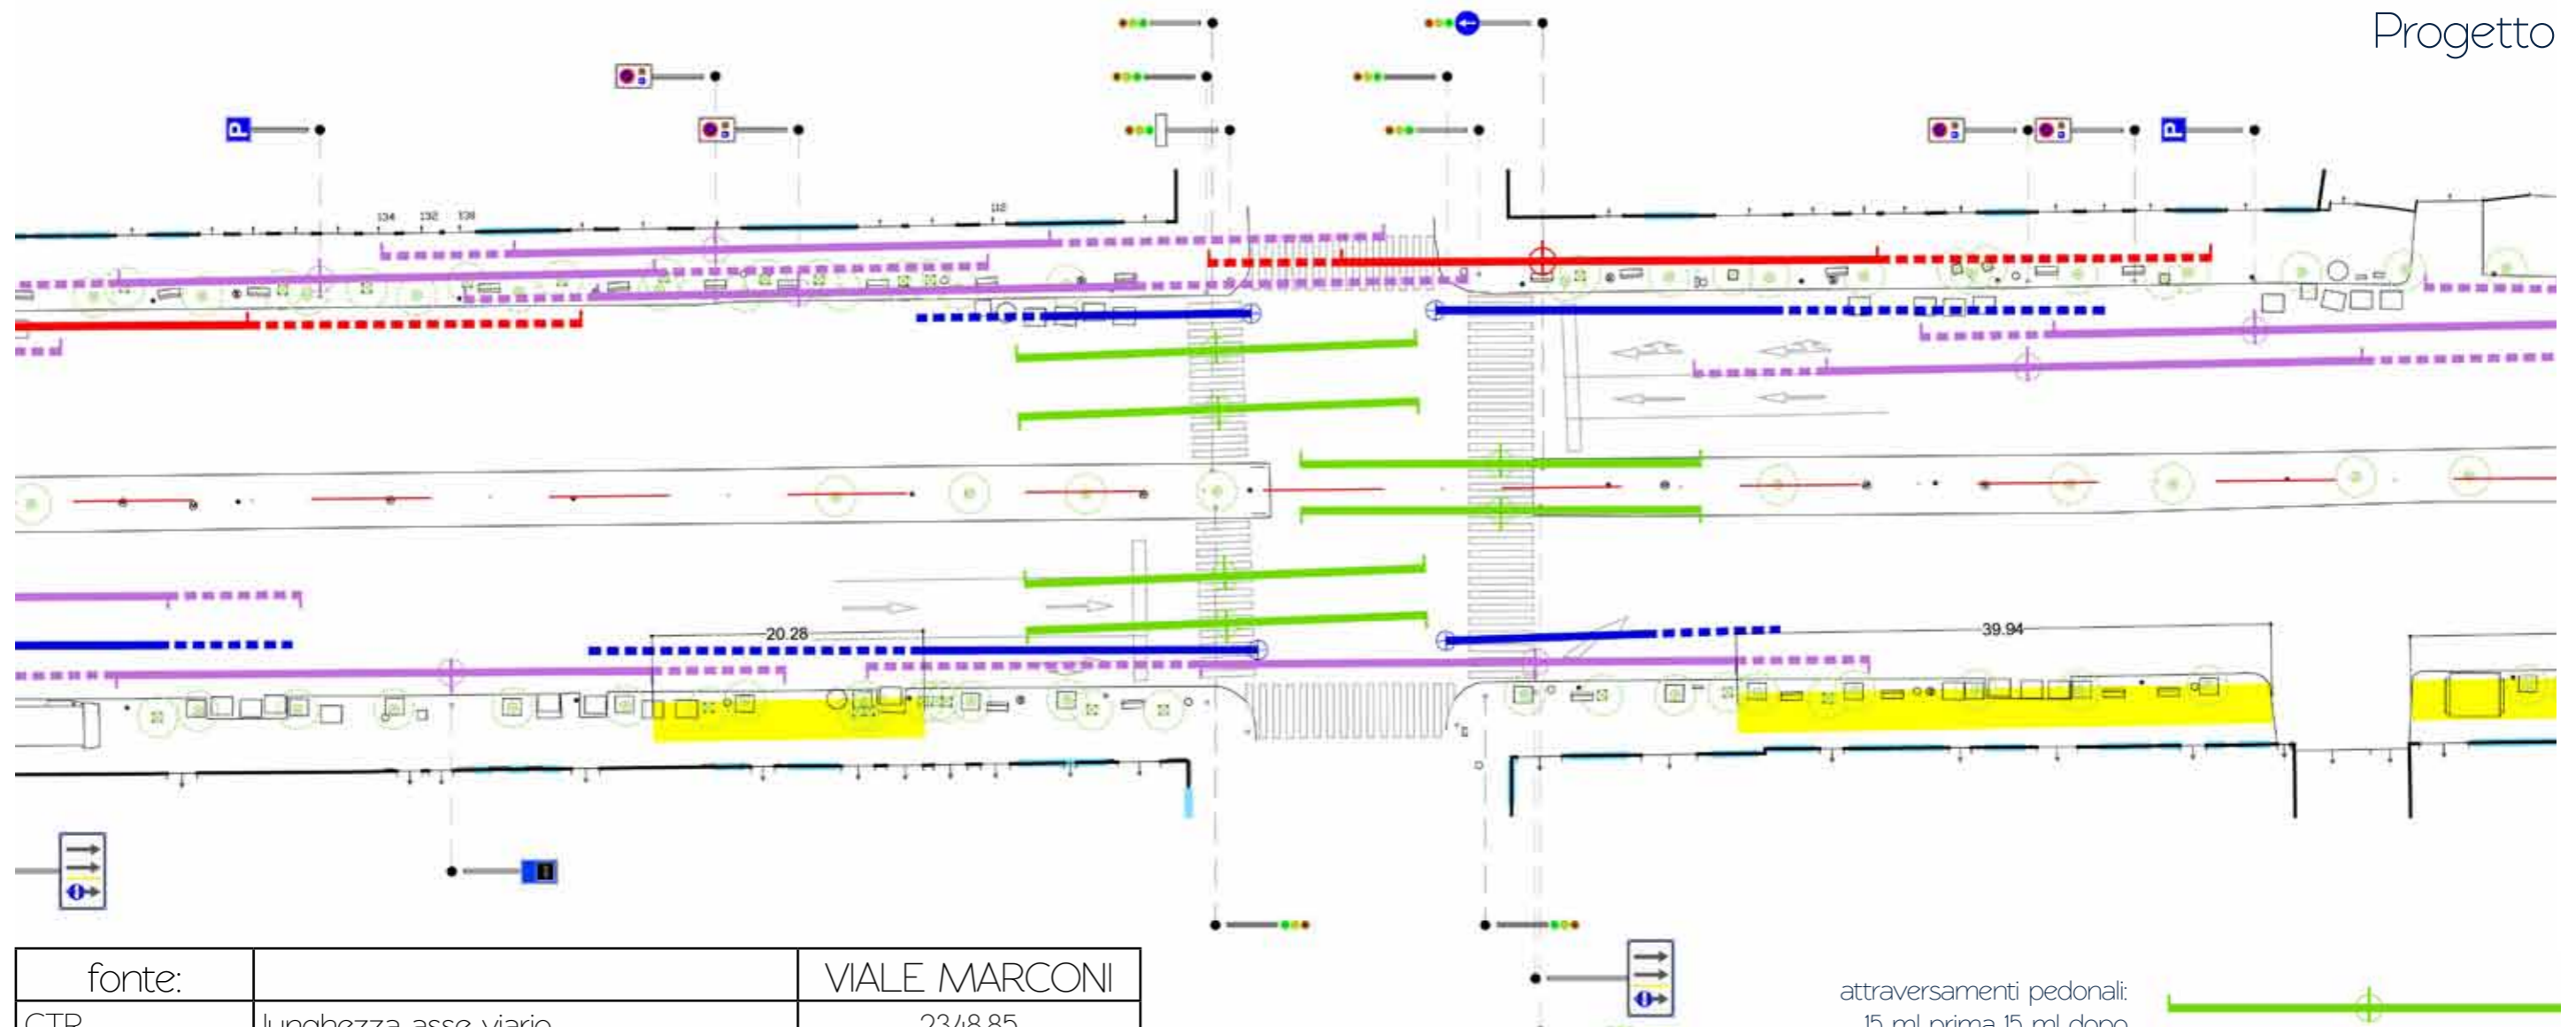 Progetto
P
P
134 132 138
112
20.28
39.94
fonte: VIALE MARCONI
CTR lunghezza asse viario 2348.85
attraversamenti pedonali:
15 ml prima 15 ml dopo